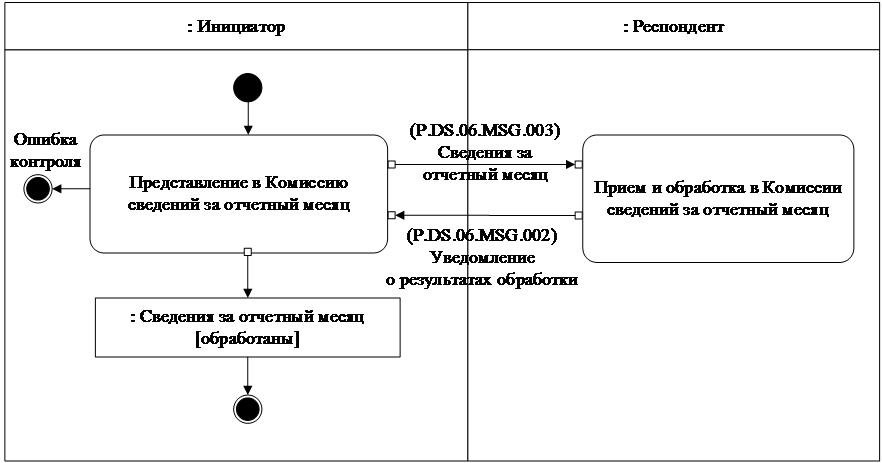 : Инициатор
: Респондент
Ошибка
контроля
Представление в Комиссию
сведений за отчетный месяц
(P.DS.06.MSG.003)
Сведения за
отчетный месяц
Прием и обработка в Комиссии
сведений за отчетный месяц
(P.DS.06.MSG.002)
Уведомление
о результатах обработки
: Сведения за отчетный месяц
[обработаны]